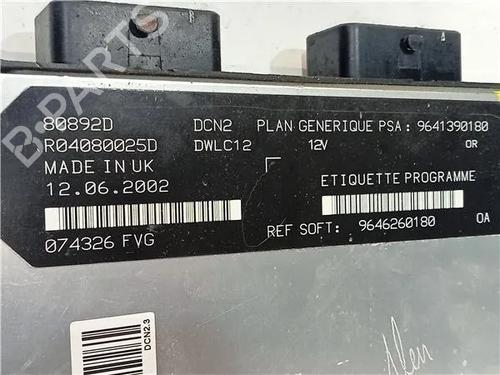 80892D DCN2 PLAN GENERIQUE PSA : 9641390180
R04080025D DWLC12 12V OR
MADE IN UK
12.06.2002 ETIQUETTE PROGRAMME
074326 FVG REF SOFT: 9646260180 0A
DCN2.3
B-PARTS